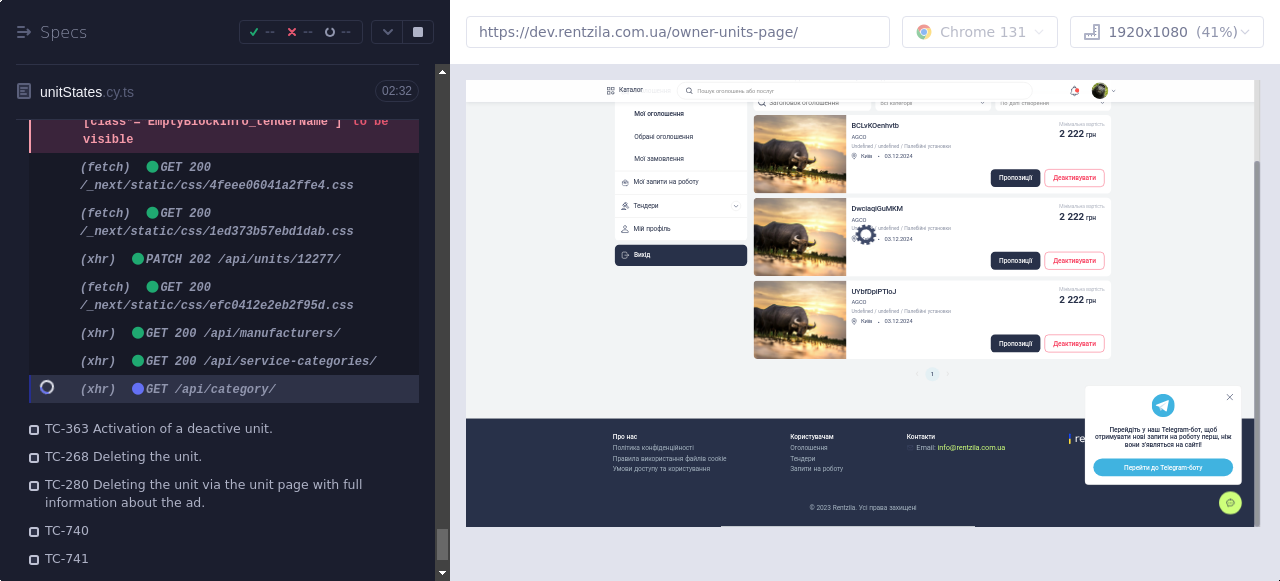 Specs
-- -- --
https://dev.rentzila.com.ua/owner-units-page/
Chrome 131
1920x1080 (41%)
unitStates.cy.ts
02:32
[class*="EmptyBlockInfo_tenderName"] to be
visible
(fetch) GET 200
/_next/static/css/4feee06041a2ffe4.css
(fetch) GET 200
/_next/static/css/1ed373b57ebd1dab.css
(xhr) PATCH 202 /api/units/12277/
(fetch) GET 200
/_next/static/css/efc0412e2eb2f95d.css
(xhr) GET 200 /api/manufacturers/
(xhr) GET 200 /api/service-categories/
(xhr) GET /api/category/
TC-363 Activation of a deactive unit.
TC-268 Deleting the unit.
TC-280 Deleting the unit via the unit page with full
information about the ad.
TC-740
TC-741
Каталог
Пошук оголошень або послуг
Заголовок оголошення
Всі категорії
По даті створення
Мої оголошення
Обрані оголошення
Мої замовлення
Мої запити на роботу
Тендери
Мій профіль
Вихід
BCLvKOenhvtb
AGCO
Undefined / undefined / Палебійні установки
Київ • 03.12.2024
Мінімальна вартість
2 222 грн
Пропозиції
Деактивувати
DwciaqiGuMKM
AGCO
Undefined / undefined / Палебійні установки
• 03.12.2024
Мінімальна вартість
2 222 грн
Пропозиції
Деактивувати
UYbfDpiPTIoJ
AGCO
Undefined / undefined / Палебійні установки
Київ • 03.12.2024
Мінімальна вартість
2 222 грн
Пропозиції
Деактивувати
1
Про нас
Політика конфіденційності
Правила використання файлів cookie
Умови доступу та користування
Користувачам
Оголошення
Тендери
Запити на роботу
Контакти
Email: info@rentzila.com.ua
re
Перейдіть у наш Telegram-бот, щоб
отримувати нові запити на роботу перш, ніж
вони з'являться на сайті!
Перейти до Telegram-боту
© 2023 Rentzila. Усі права захищені